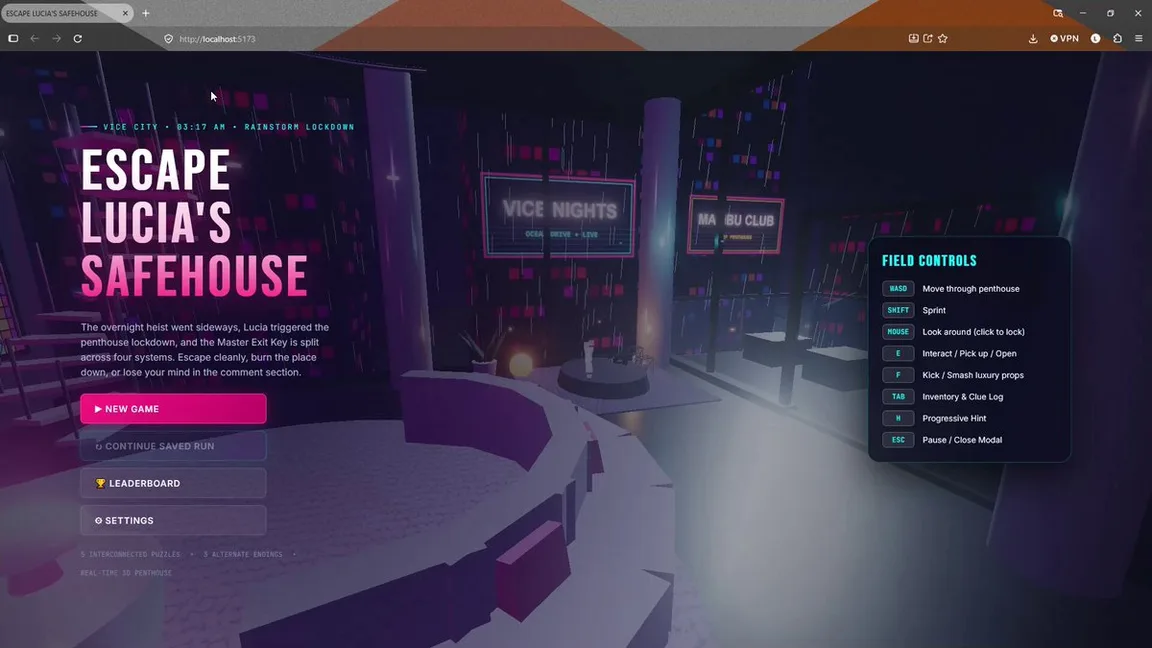 ESCAPE LUCIA'S SAFEHOUSE
http://localhost:5173
VPN
VICE CITY • 03:17 AM • RAINSTORM LOCKDOWN
ESCAPE
LUCIA'S
SAFEHOUSE
The overnight heist went sideways, Lucia triggered the
penthouse lockdown, and the Master Exit Key is split
across four systems. Escape cleanly, burn the place
down, or lose your mind in the comment section.
▶ NEW GAME
↻ CONTINUE SAVED RUN
🏆 LEADERBOARD
⚙ SETTINGS
5 INTERCONNECTED PUZZLES • 3 ALTERNATE ENDINGS •
REAL-TIME 3D PENTHOUSE
VICE NIGHTS
OCEAN DRIVE • LIVE
CLUB
FIELD CONTROLS
WASD Move through penthouse
SHIFT Sprint
MOUSE Look around (click to lock)
E Interact / Pick up / Open
F Kick / Smash luxury props
TAB Inventory & Clue Log
H Progressive Hint
ESC Pause / Close Modal